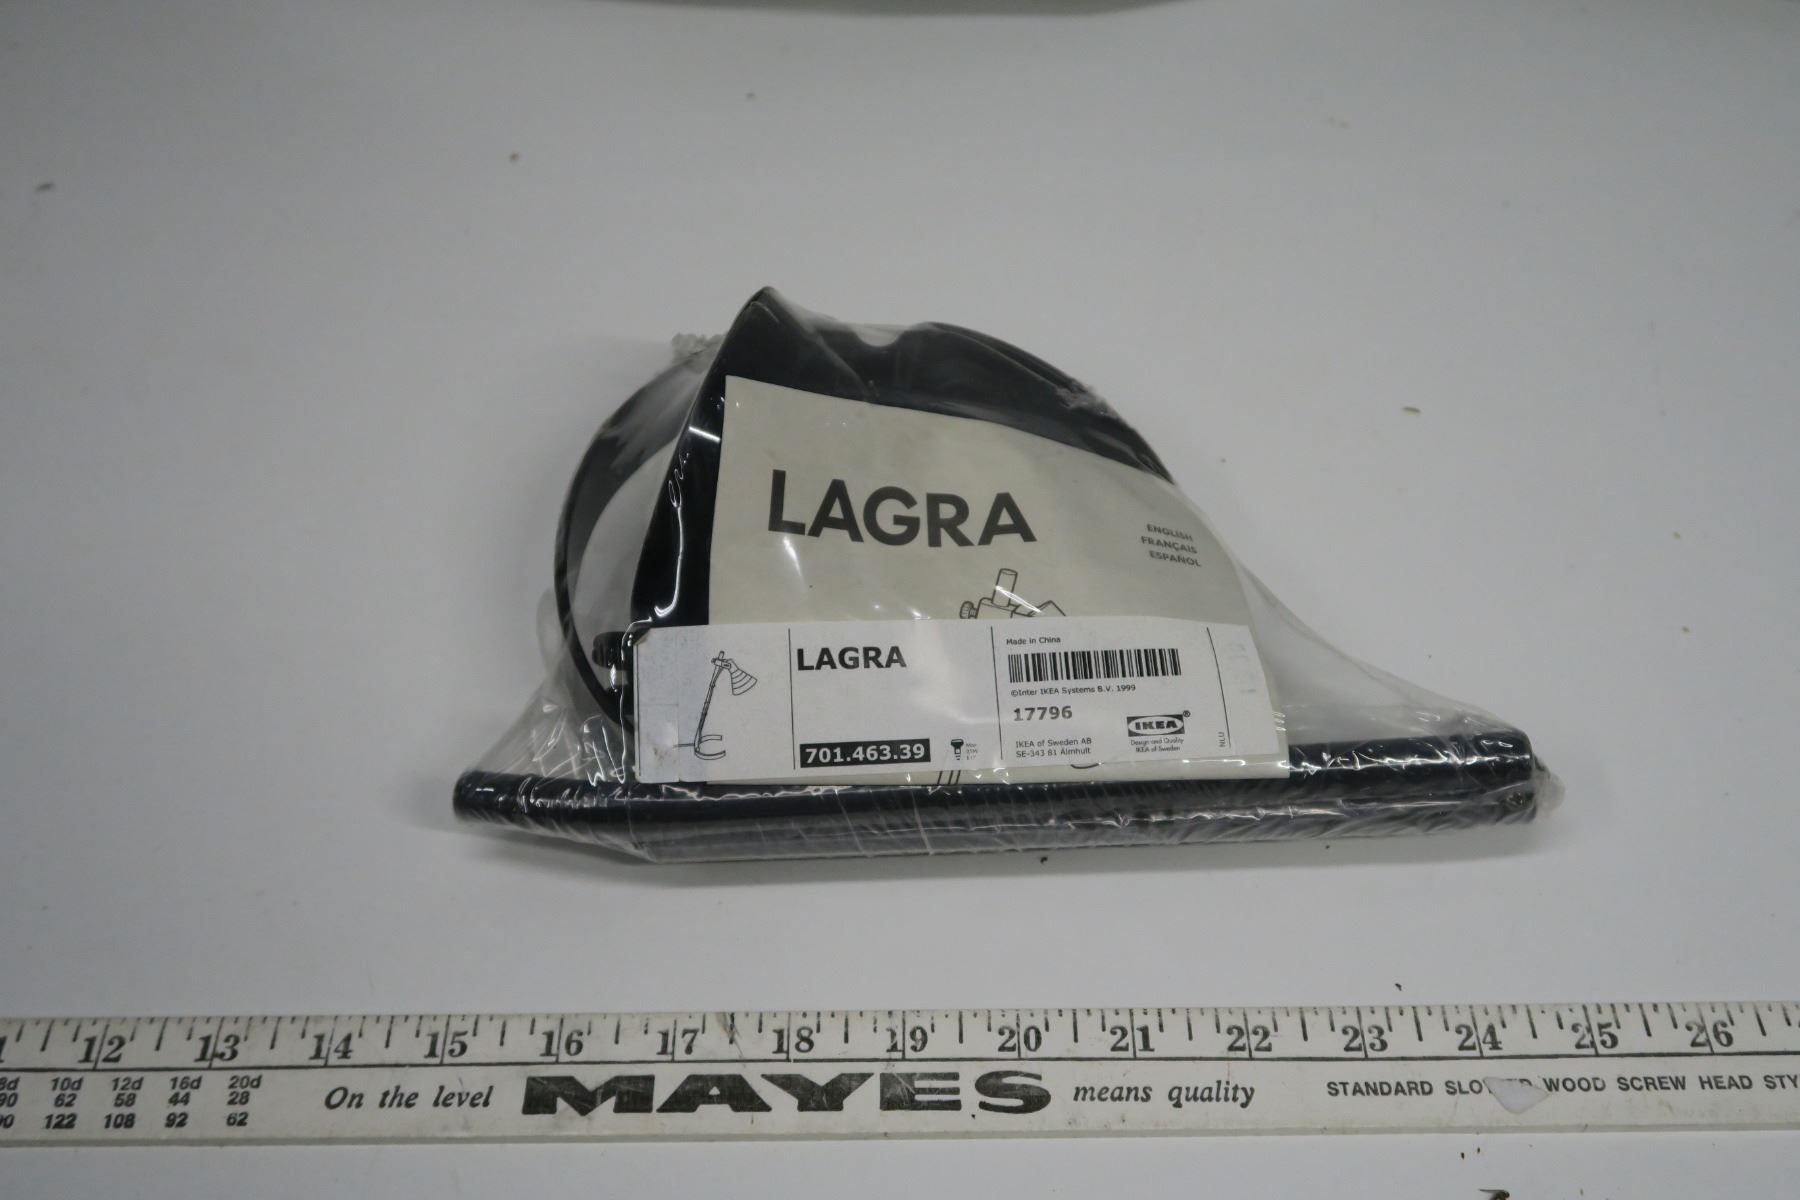 LAGRA
ENGLISH
FRANÇAIS
ESPAÑOL
LAGRA
701.463.39
Made in China
©Inter IKEA Systems B.V. 1999
17796
IKEA of Sweden AB
SE-343 81 Älmhult
IKEA®
Design and Quality
IKEA of Sweden
NLU
12 13 14 15 16 17 18 19 20 21 22 23 24 25 26
8d 10d 12d 16d 20d
90 62 58 44 28
122 108 92 62
On the level MAYES means quality
STANDARD WOOD SCREW HEAD